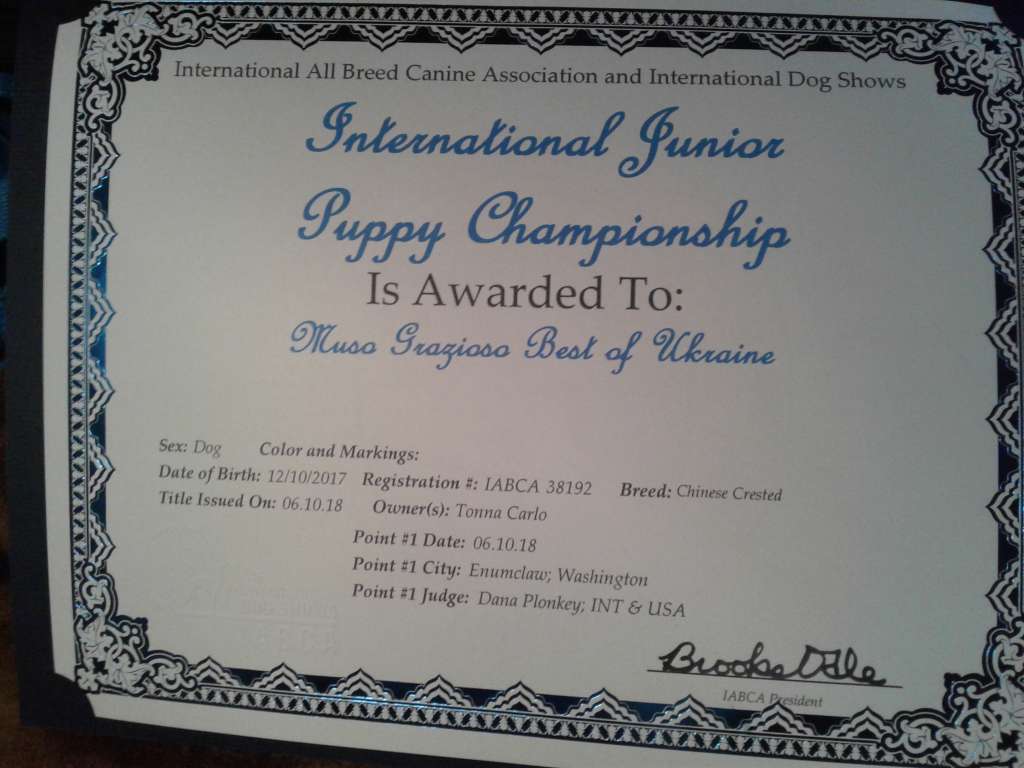 International All Breed Canine Association and International Dog Shows
International Junior
Puppy Championship
Is Awarded To:
Muso Grazioso Best of Ukraine
Sex: Dog Color and Markings:
Date of Birth: 12/10/2017 Registration #: IABCA 38192 Breed: Chinese Crested
Title Issued On: 06.10.18 Owner(s): Tonna Carlo
Point #1 Date: 06.10.18
Point #1 City: Enumclaw; Washington
Point #1 Judge: Dana Plonkey; INT & USA
Brooke
IABCA President